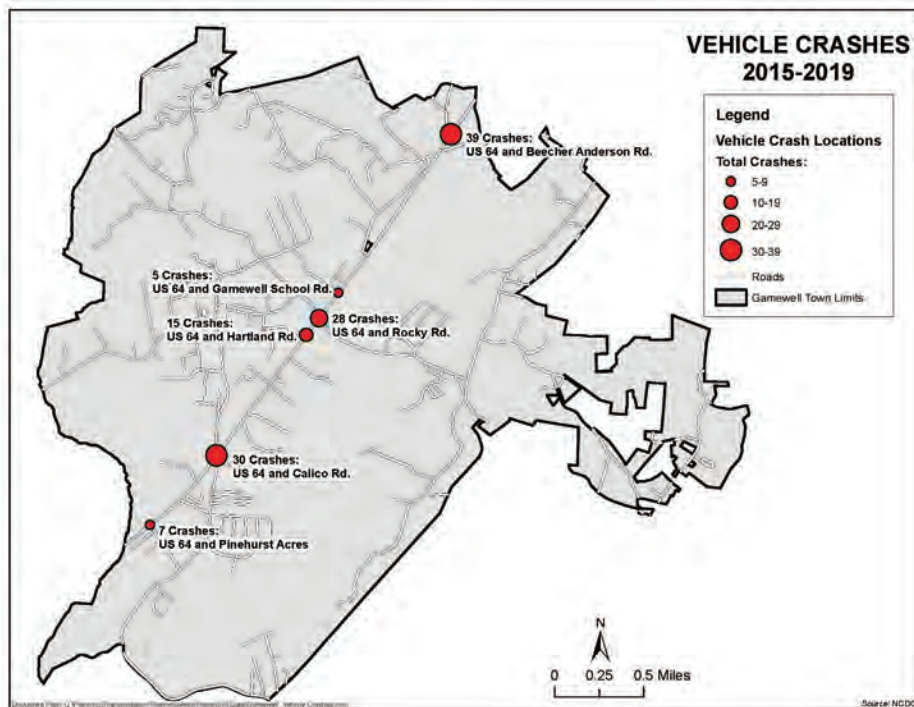 VEHICLE CRASHES
2015-2019
Legend
Vehicle Crash Locations
Total Crashes:
5-9
10-19
20-29
30-39
Roads
Gamewell Town Limits
39 Crashes:
US 64 and Beecher Anderson Rd.
5 Crashes:
US 64 and Gamewell School Rd.
15 Crashes:
US 64 and Hartland Rd.
28 Crashes:
US 64 and Rocky Rd.
30 Crashes:
US 64 and Calico Rd.
7 Crashes:
US 64 and Pinehurst Acres
N
0 0.25 0.5 Miles
Source: NCDO